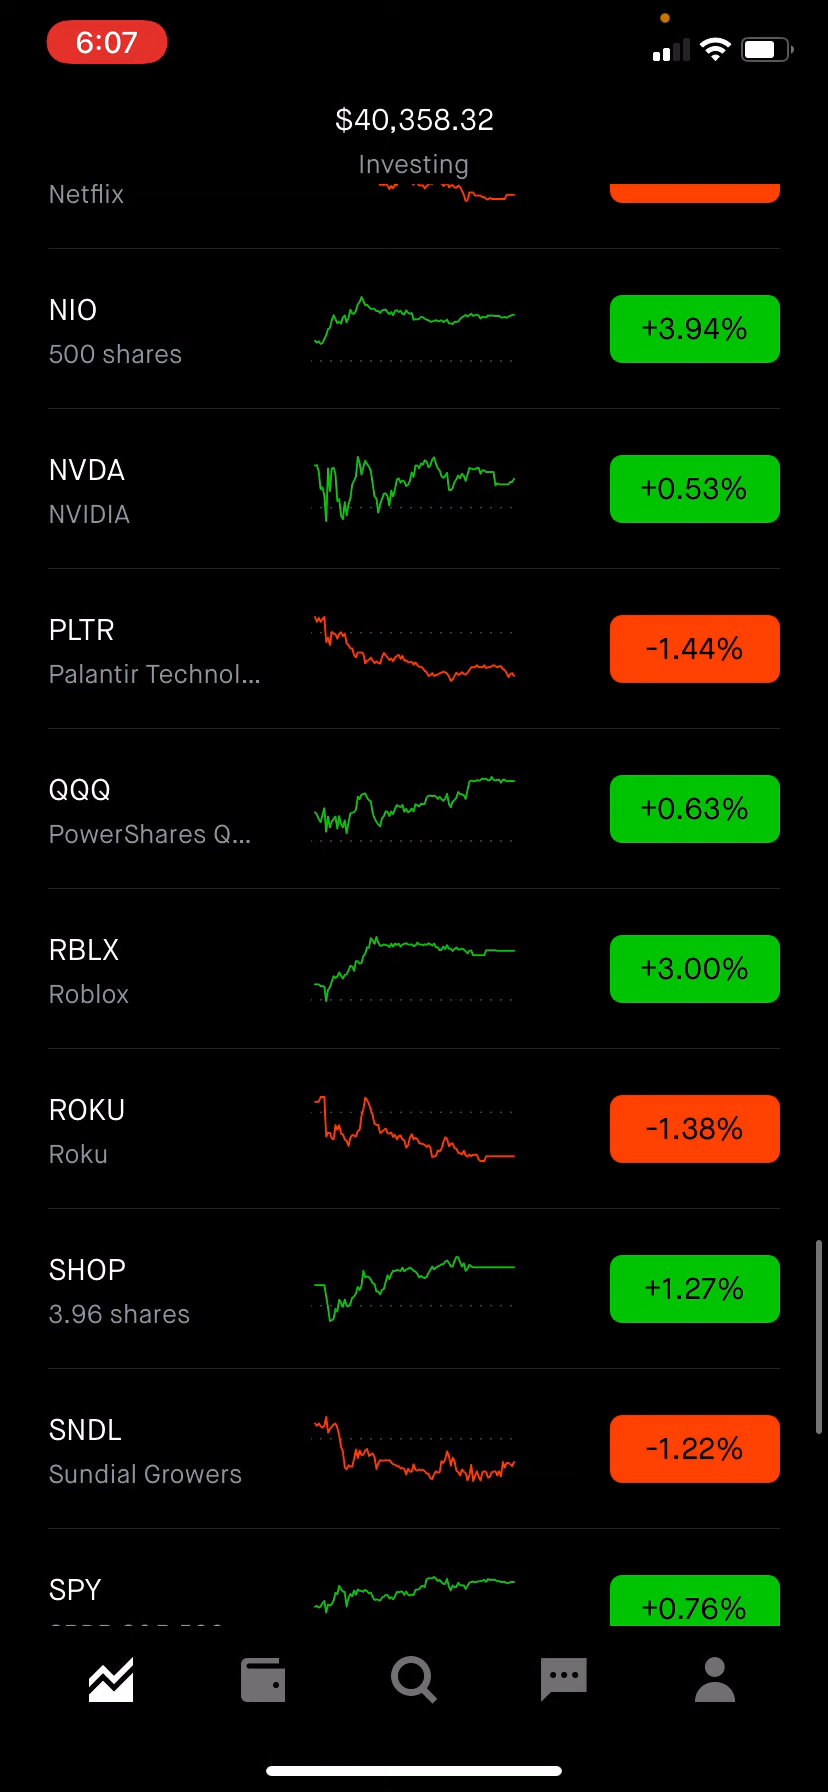 6:07
$40,358.32
Investing
Netflix
NIO
500 shares
+3.94%
NVDA
NVIDIA
+0.53%
PLTR
Palantir Technol...
-1.44%
QQQ
PowerShares Q...
+0.63%
RBLX
Roblox
+3.00%
ROKU
Roku
-1.38%
SHOP
3.96 shares
+1.27%
SNDL
Sundial Growers
-1.22%
SPY
+0.76%